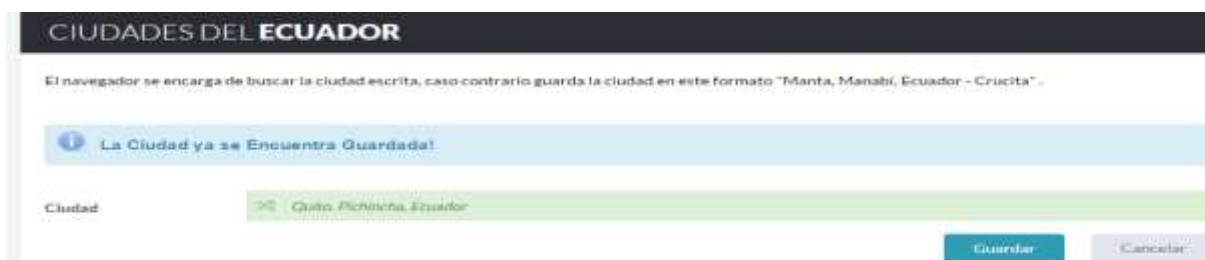 CIUDADES DEL ECUADOR
El navegador se encarga de buscar la ciudad escrita, caso contrario guarda la ciudad en este formato "Manta, Manabí, Ecuador - Crucita" .
La Ciudad ya se Encuentra Guardada!
Ciudad
Quito, Pichincha, Ecuador
Guardar
Cancelar